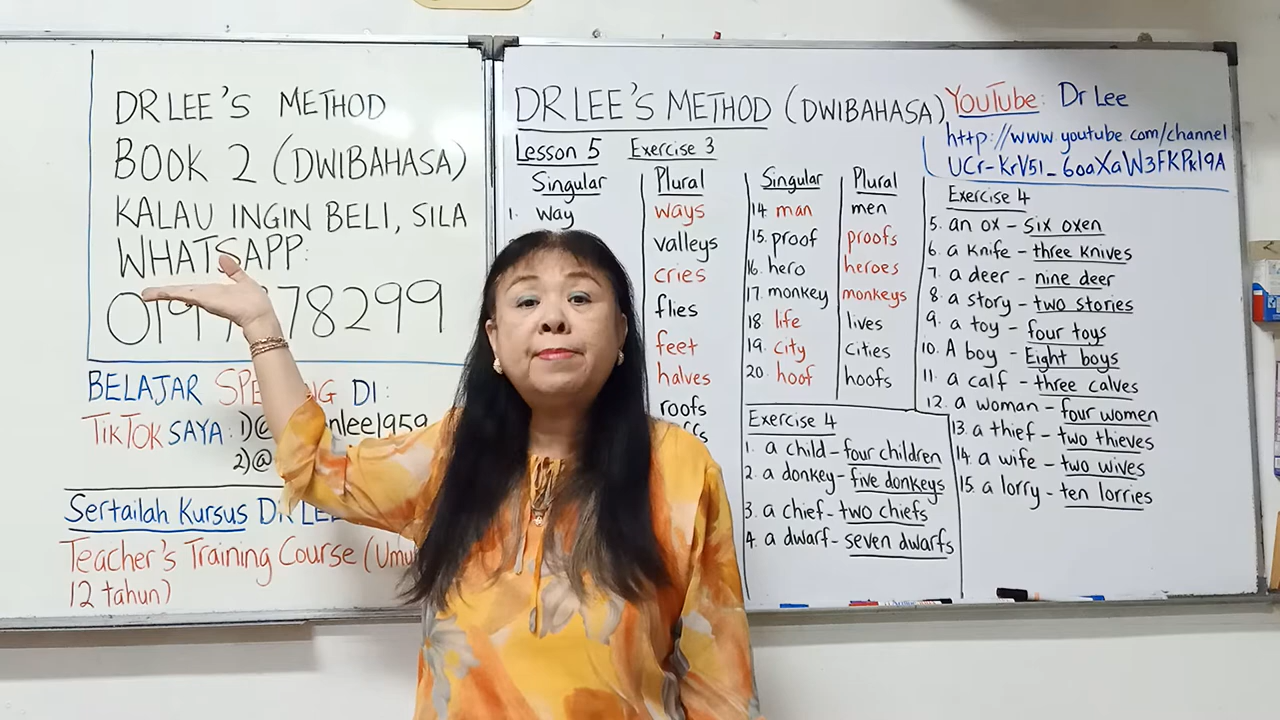 DR LEE'S METHOD
BOOK 2 (DWIBAHASA)
KALAU INGIN BELI, SILA
WHATSAPP:
78299
BELAJAR DI:
TIKTOK SAYA: 1)@ nlee1959
2)@
Sertailah Kursus DR LEE
Teacher's Training Course (Umu
12 tahun)
DR LEE'S METHOD (DWIBAHASA)
YouTube: Dr Lee
http://www youtube com/channel
UCr-KrV51_6oaXaW3FKPkl9A
Lesson 5 Exercise 3
Singular Plural
1. way ways
valleys
cries
flies
feet
halves
roofs
Singular Plural
14. man men
15. proof proofs
16. hero heroes
17. monkey monkeys
18. life lives
19. city cities
20. hoof hoofs
Exercise 4
1. a child - four children
2. a donkey - five donkeys
3. a chief - two chiefs
4. a dwarf - seven dwarfs
Exercise 4
5. an ox - six oxen
6. a knife - three knives
7. a deer - nine deer
8. a story - two stories
9. a toy - four toys
10. A boy - Eight boys
11. a calf - three calves
12. a woman - four women
13. a thief - two thieves
14. a wife - two wives
15. a lorry - ten lorries